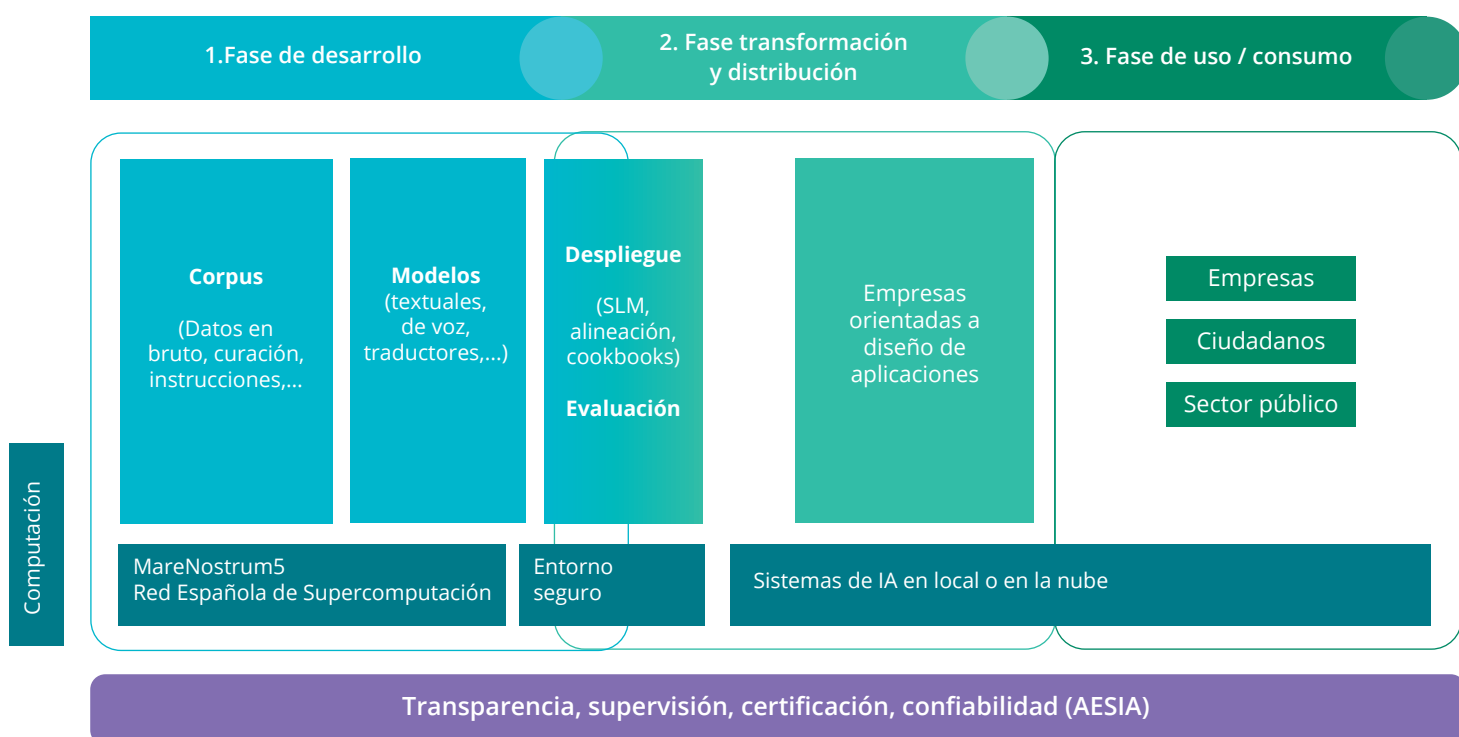 1.Fase de desarrollo
2. Fase transformación
y distribución
3. Fase de uso / consumo
Corpus
(Datos en
bruto, curación,
instrucciones,...
Modelos
(textuales,
de voz,
traductores,...)
Despliegue
(SLM,
alineación,
cookbooks)
Evaluación
Empresas
orientadas a
diseño de
aplicaciones
Empresas
Ciudadanos
Sector público
Computación
MareNostrum5
Red Española de Supercomputación
Entorno
seguro
Sistemas de IA en local o en la nube
Transparencia, supervisión, certificación, confiabilidad (AESIA)